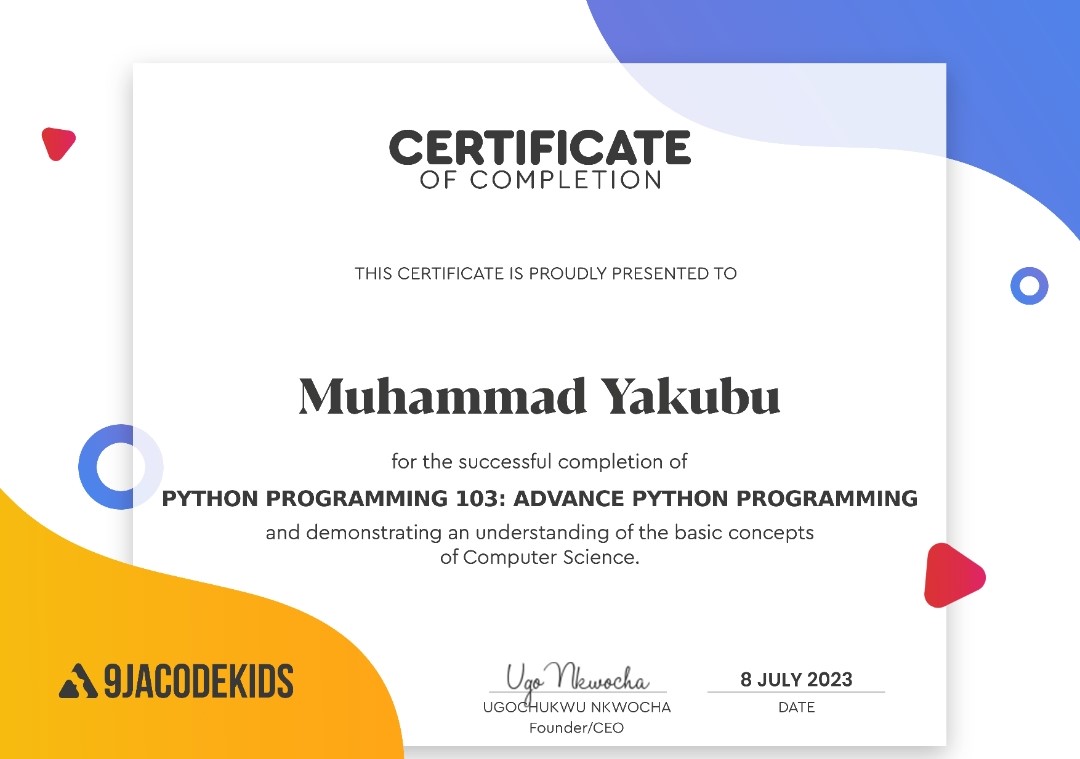 CERTIFICATE
OF COMPLETION
THIS CERTIFICATE IS PROUDLY PRESENTED TO
Muhammad Yakubu
for the successful completion of
PYTHON PROGRAMMING 103: ADVANCE PYTHON PROGRAMMING
and demonstrating an understanding of the basic concepts
of Computer Science.
9JACODEKIDS
Ugo Nkwocha
UGOCHUKWU NKWOCHA
Founder/CEO
8 JULY 2023
DATE